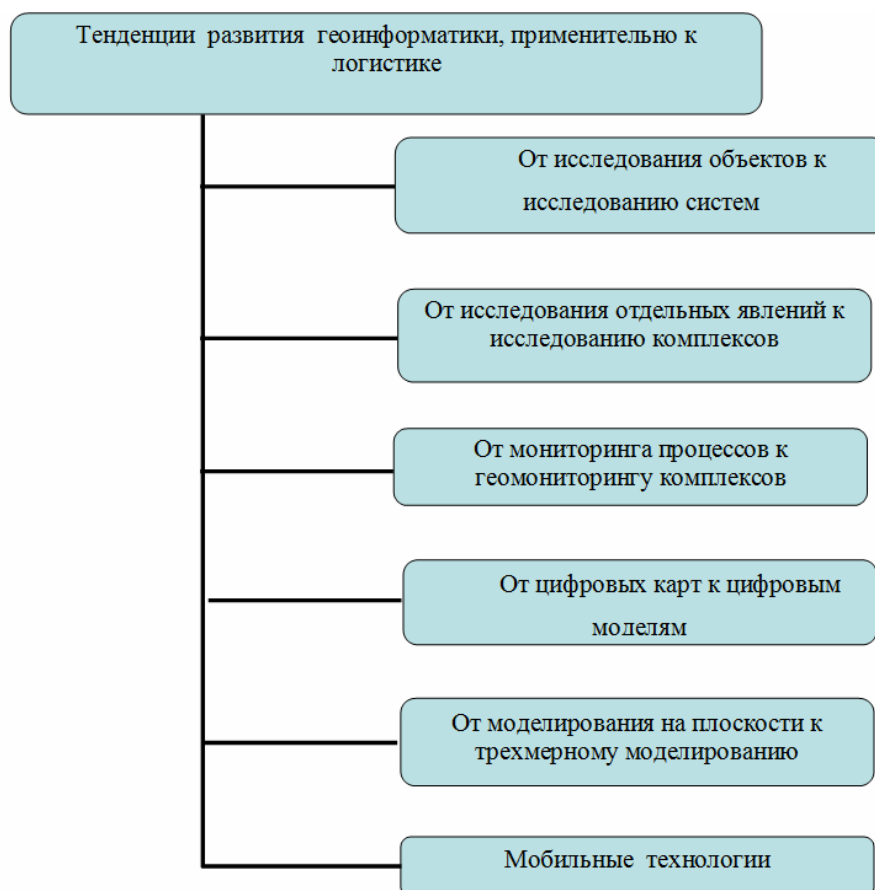 Тенденции развития геоинформатики, применительно к
логистике
От исследования объектов к
исследованию систем
От исследования отдельных явлений к
исследованию комплексов
От мониторинга процессов к
геомониторингу комплексов
От цифровых карт к цифровым
моделям
От моделирования на плоскости к
трехмерному моделированию
Мобильные технологии